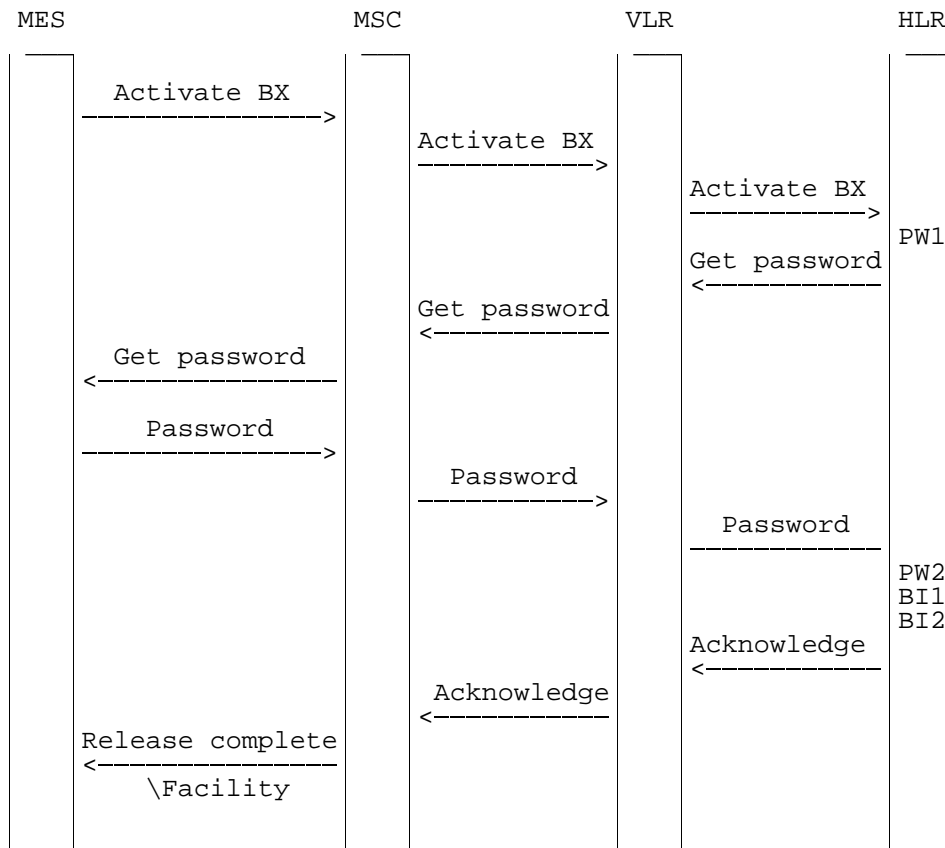 MES MSC VLR HLR
Activate BX
Activate BX
Activate BX
PW1
Get password
Get password
Get password
Password
Password
Password
PW2
BI1
BI2
Acknowledge
Acknowledge
Release complete
\Facility